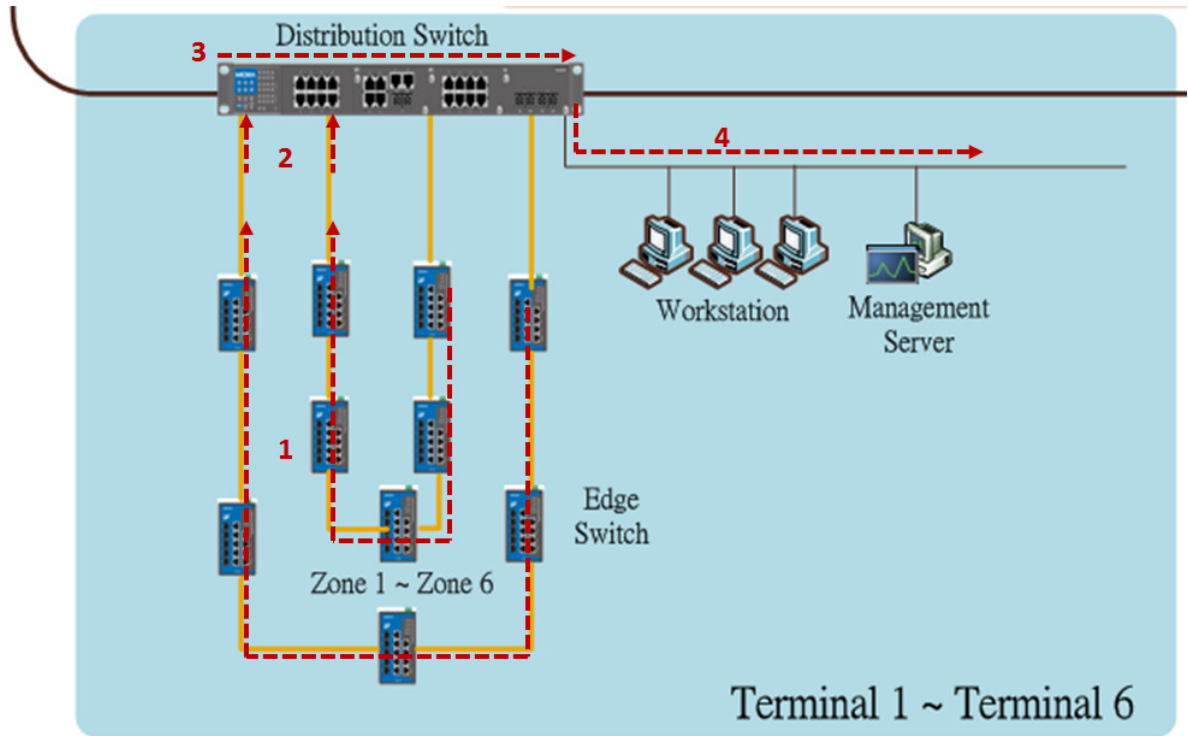 Distribution Switch
3
MOXA
2
4
Workstation
Management
Server
1
Edge
Switch
Zone 1 ~ Zone 6
Terminal 1 ~ Terminal 6